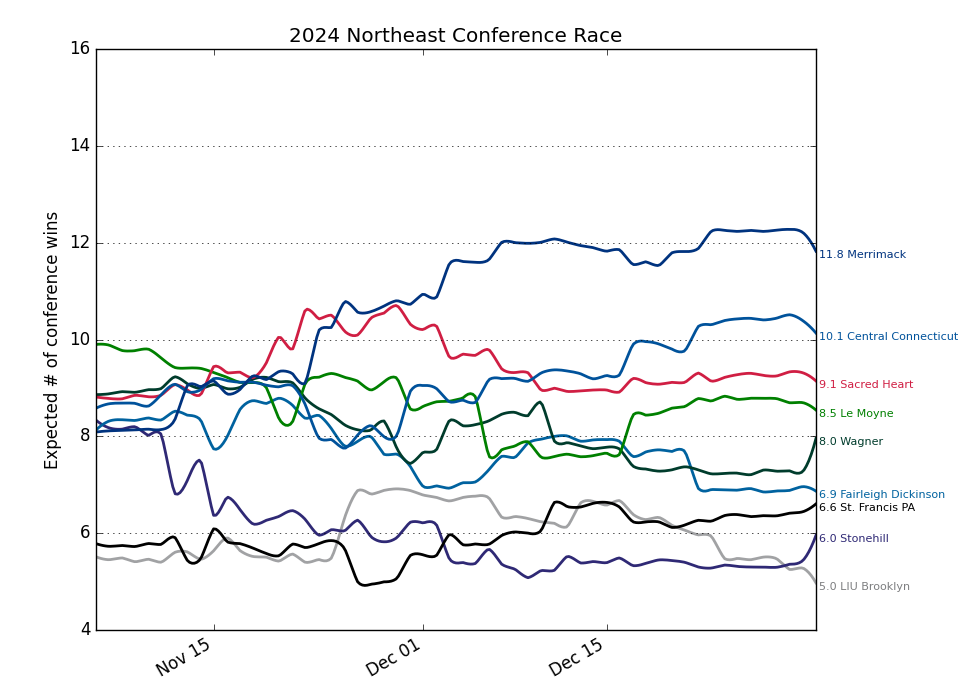 2024 Northeast Conference Race
Expected # of conference wins
16
14
12
10
8
6
4
Nov 15
Dec 01
Dec 15
11.8 Merrimack
10.1 Central Connecticut
9.1 Sacred Heart
8.5 Le Moyne
8.0 Wagner
6.9 Fairleigh Dickinson
6.6 St. Francis PA
6.0 Stonehill
5.0 LIU Brooklyn